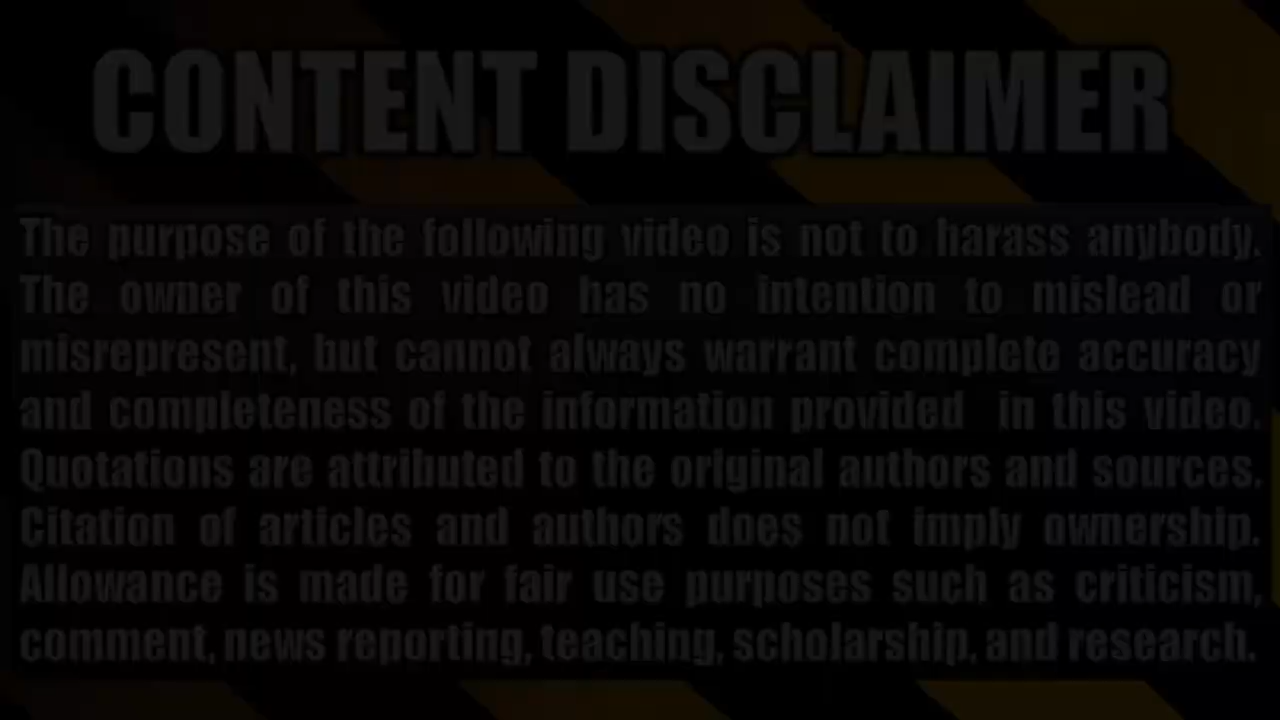 CONTENT DISCLAIMER
The purpose of the following video is not to harass anybody.
The owner of this video has no intention to mislead or
misrepresent, but cannot always warrant complete accuracy
and completeness of the information provided in this video.
Quotations are attributed to the original authors and sources.
Citation of articles and authors does not imply ownership.
Allowance is made for fair use purposes such as criticism,
comment, news reporting, teaching, scholarship, and research.